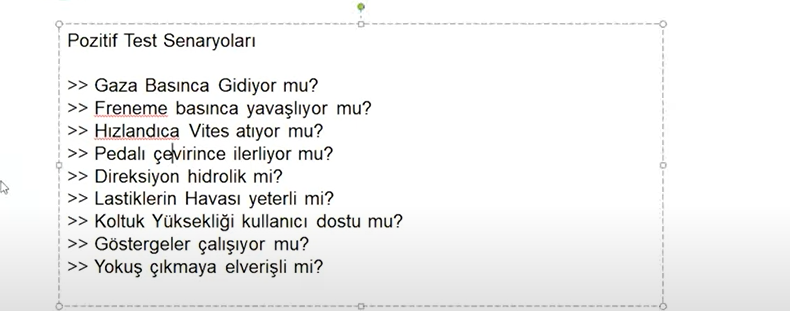 Pozitif Test Senaryoları
>> Gaza Basınca Gidiyor mu?
>> Freneme basınca yavaşlıyor mu?
>> Hızlandıca Vites atıyor mu?
>> Pedalı çevirince ilerliyor mu?
>> Direksiyon hidrolik mi?
>> Lastiklerin Havası yeterli mi?
>> Koltuk Yüksekliği kullanıcı dostu mu?
>> Göstergeler çalışıyor mu?
>> Yokuş çıkmaya elverişli mi?